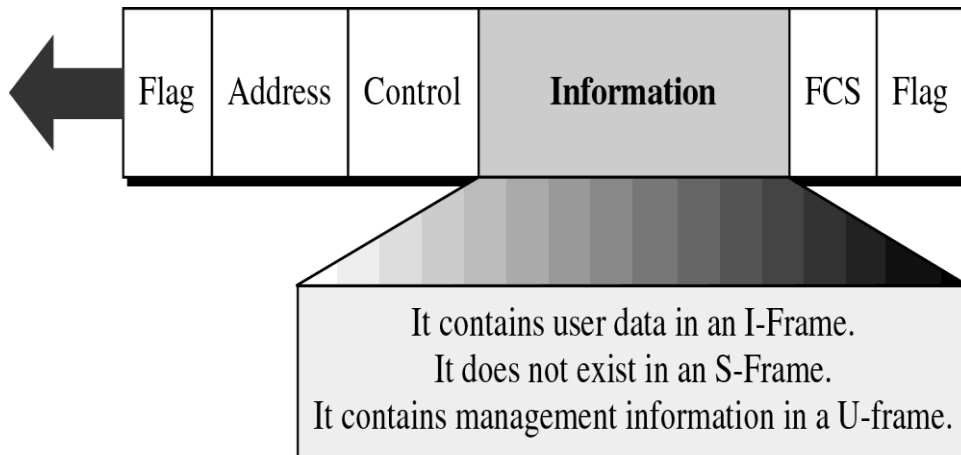 Flag Address Control Information FCS Flag
It contains user data in an I-Frame.
It does not exist in an S-Frame.
It contains management information in a U-frame.